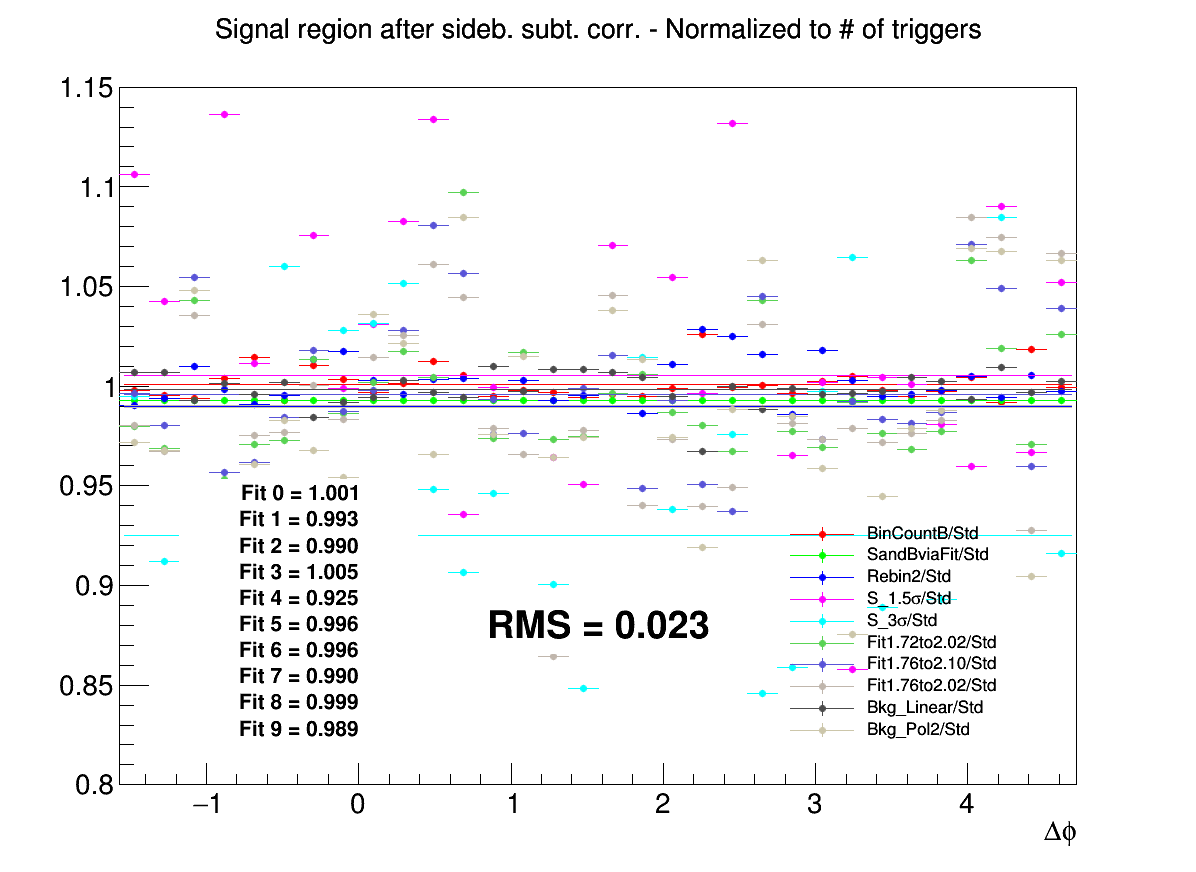 Signal region after sideb. subt. corr. - Normalized to # of triggers
1.15
1.1
1.05
1
0.95
0.9
0.85
0.8
Fit 0 = 1.001
Fit 1 = 0.993
Fit 2 = 0.990
Fit 3 = 1.005
Fit 4 = 0.925
Fit 5 = 0.996
Fit 6 = 0.996
Fit 7 = 0.990
Fit 8 = 0.999
Fit 9 = 0.989
RMS = 0.023
BinCountB/Std
SandBviaFit/Std
Rebin2/Std
S_1.5σ/Std
S_3σ/Std
Fit1.72to2.02/Std
Fit1.76to2.10/Std
Fit1.76to2.02/Std
Bkg_Linear/Std
Bkg_Pol2/Std
−1 0 1 2 3 4
Δϕ